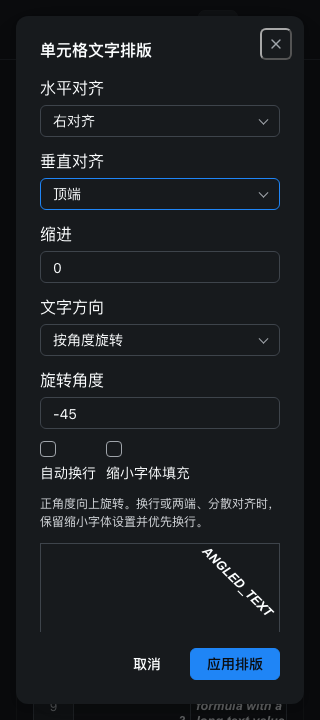 单元格文字排版
水平对齐
右对齐
垂直对齐
顶端
缩进
0
文字方向
按角度旋转
旋转角度
-45
自动换行 缩小字体填充
正角度向上旋转。换行或两端、分散对齐时，
保留缩小字体设置并优先换行。
ANGLED_TEXT
取消 应用排版
9
formula with a
long text value